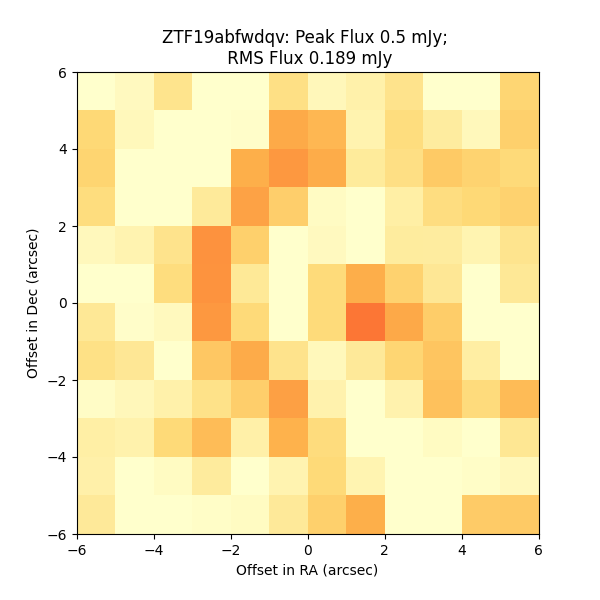 ZTF19abfwdqv: Peak Flux 0.5 mJy;
RMS Flux 0.189 mJy
6
4
2
0
−2
−4
−6
Offset in Dec (arcsec)
−6 −4 −2 0 2 4 6
Offset in RA (arcsec)